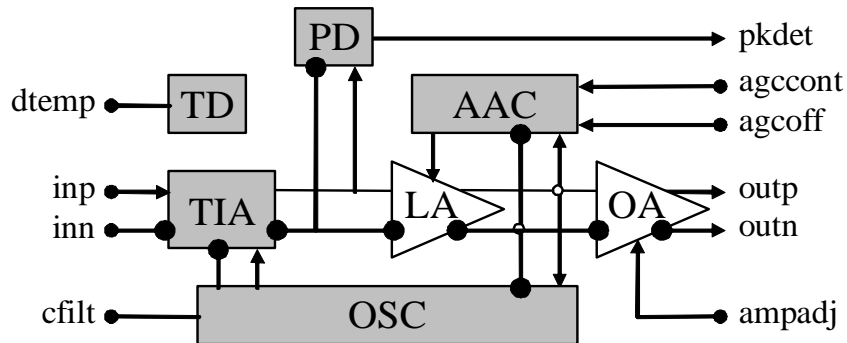 PD pkdet
dtemp TD AAC agccont
agcoff
inp TIA LA OA outp
inn outn
cfilt OSC ampadj